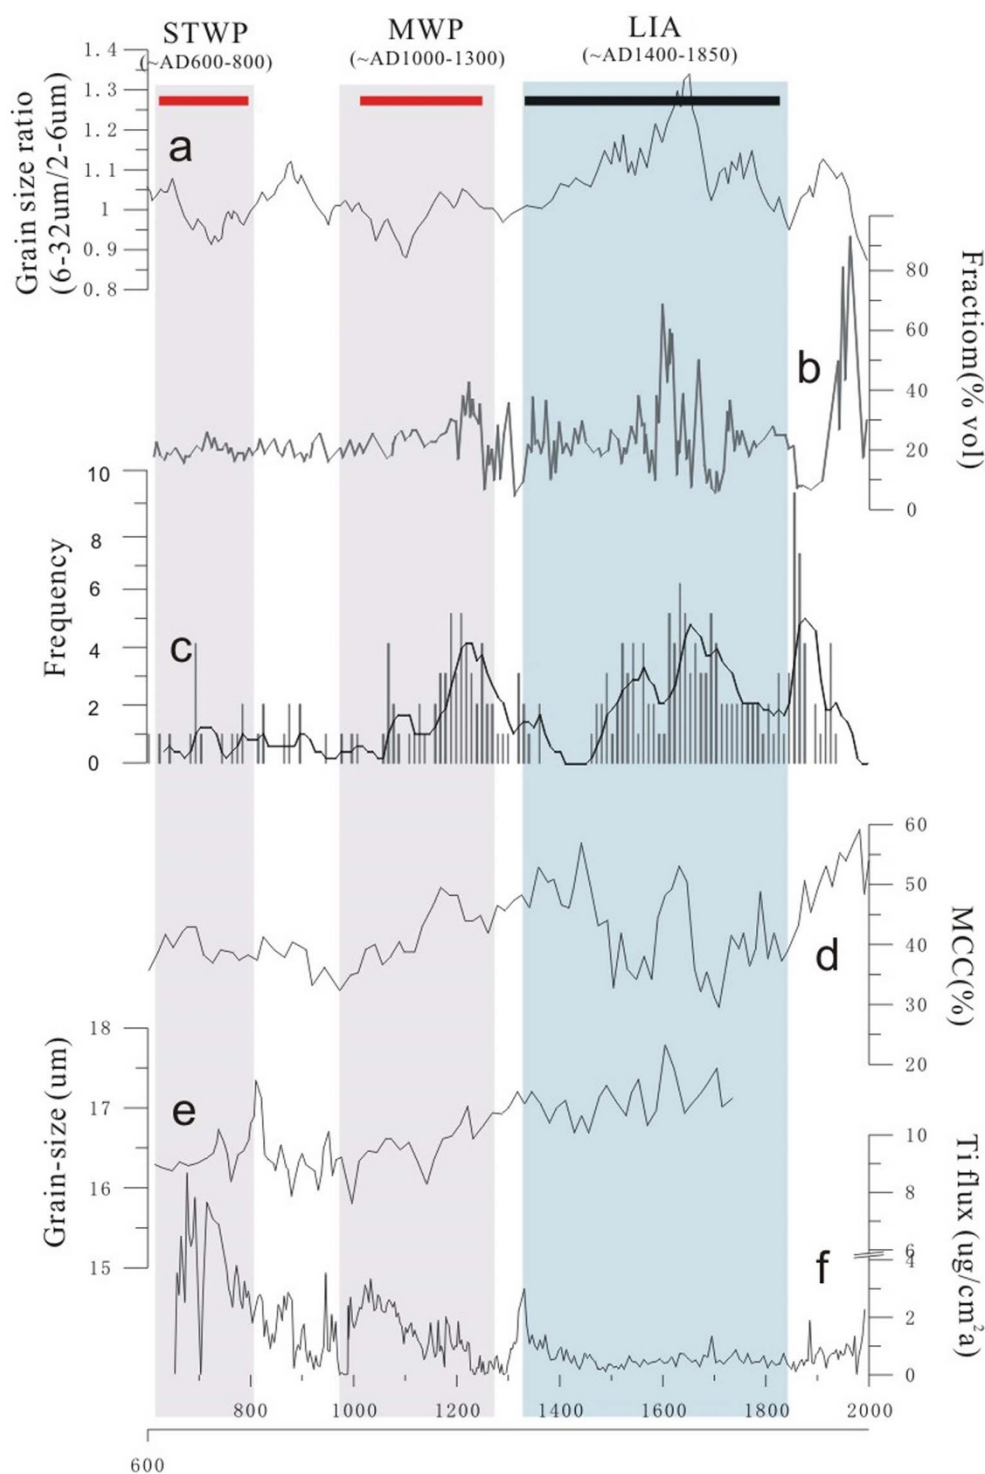 STWP
(~AD600-800)
MWP
(~AD1000-1300)
LIA
(~AD1400-1850)
1.4
1.3
1.2
1.1
1
0.9
0.8
Grain size ratio
(6-32um/2-6um)
a
80
60
40
20
0
Fractiom(% vol)
b
10
8
6
4
2
0
Frequency
c
60
50
40
30
20
MCC(%)
d
18
17
16
15
Grain-size(um)
e
10
8
6
4
2
0
Ti flux(ug/cm²a)
f
800
1000
1200
1400
1600
1800
2000
600